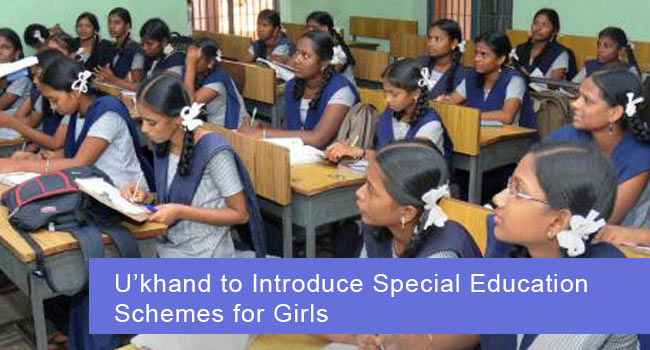 U’khand to Introduce Special Education
Schemes for Girls